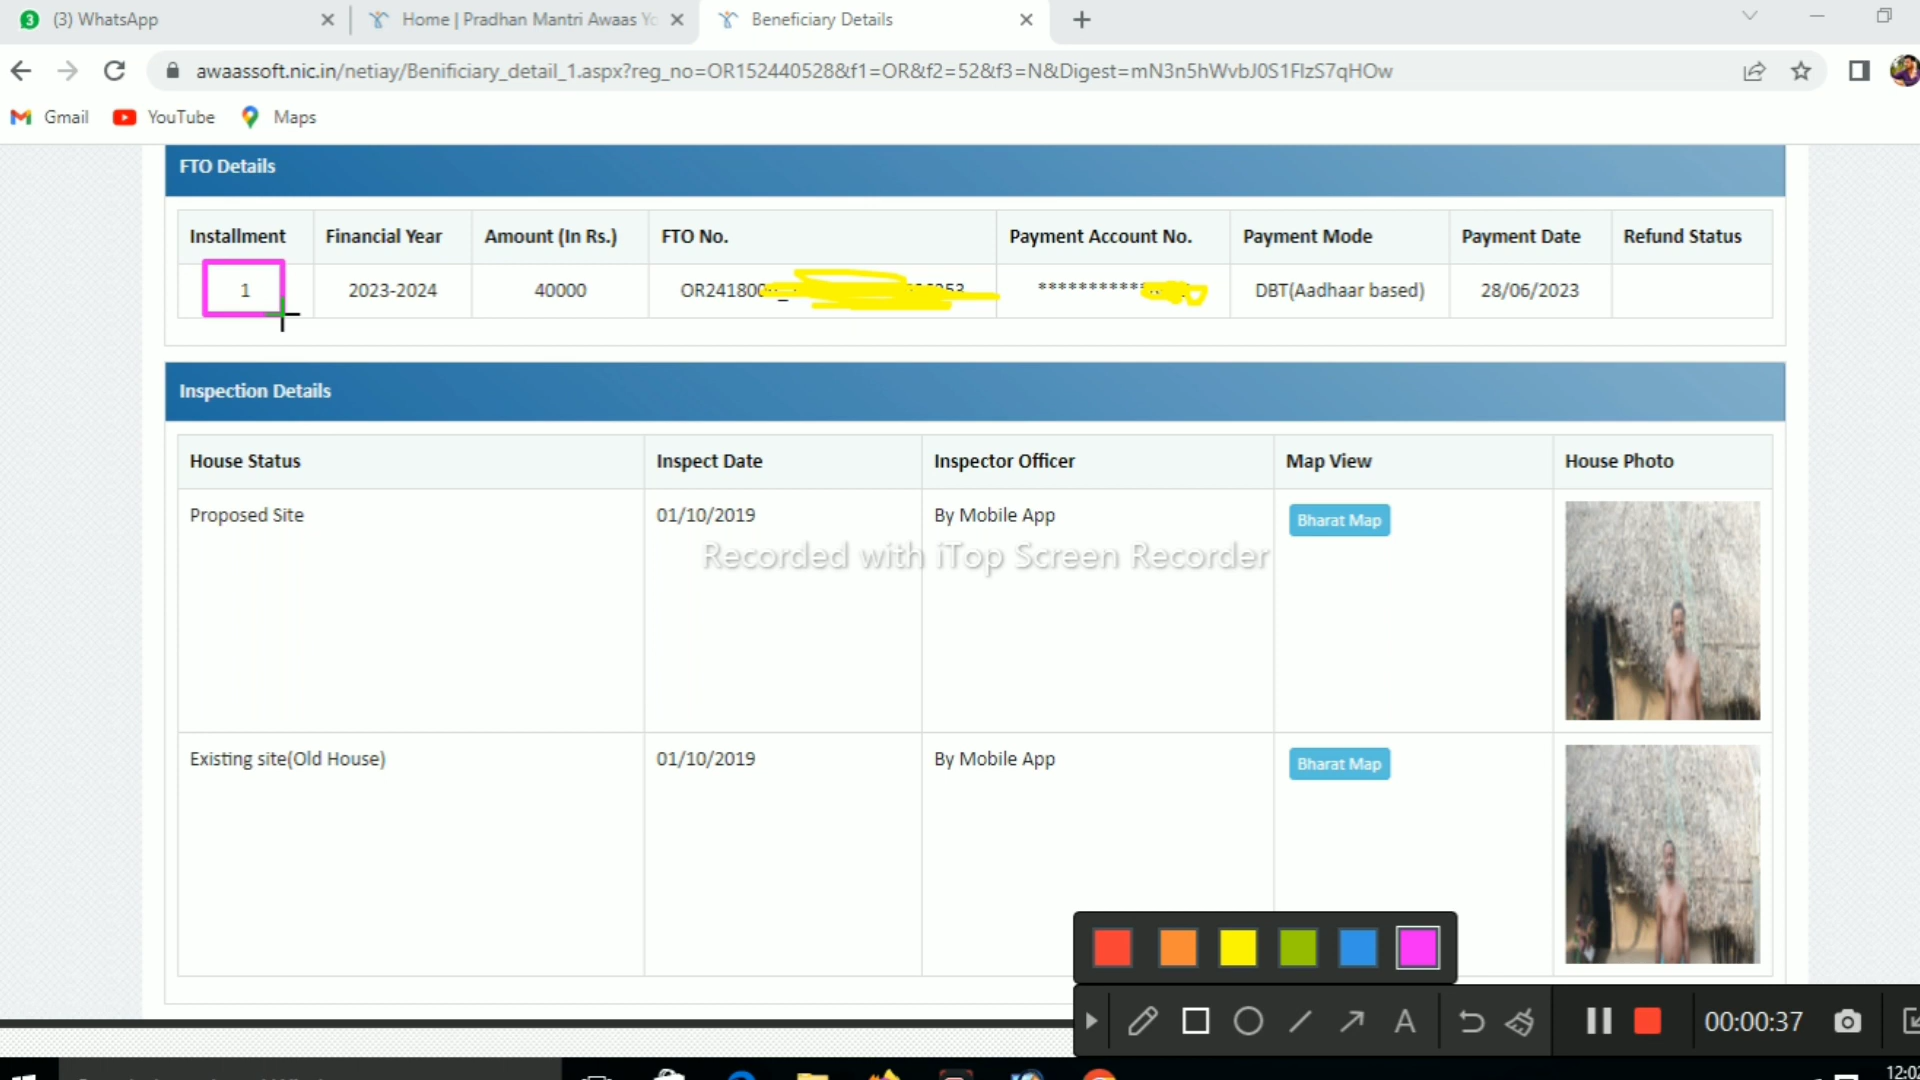 3 (3) WhatsApp
Home | Pradhan Mantri Awaas Yo
Beneficiary Details
awaassoft.nic.in/netiay/Benificiary_detail_1.aspx?reg_no=OR152440528&f1=OR&f2=52&f3=N&Digest=mN3n5hWvbJ0S1FIzS7qHOw
Gmail YouTube Maps
FTO Details
Installment Financial Year Amount (In Rs.) FTO No. Payment Account No. Payment Mode Payment Date Refund Status
1 2023-2024 40000 DBT(Aadhaar based) 28/06/2023
Inspection Details
House Status Inspect Date Inspector Officer Map View House Photo
Proposed Site 01/10/2019 By Mobile App Bharat Map
Recorded with iTop Screen Recorder
Existing site(Old House) 01/10/2019 By Mobile App Bharat Map
A 00:00:37